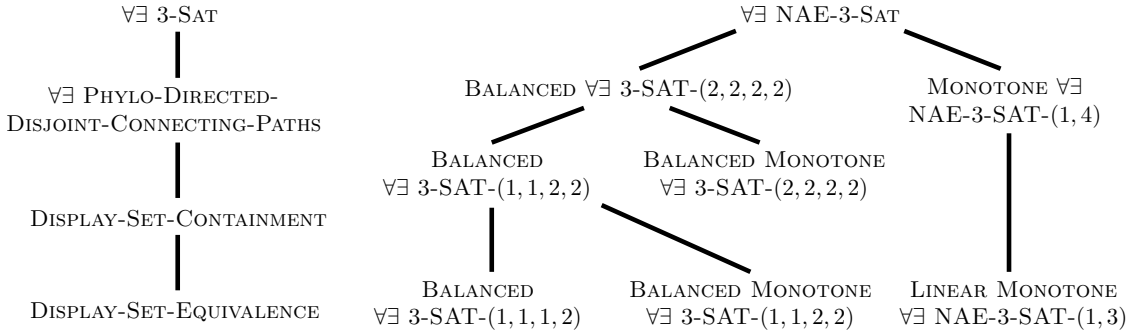 ∀∃ 3-SAT
∀∃ PHYLO-DIRECTED-
DISJOINT-CONNECTING-PATHS
DISPLAY-SET-CONTAINMENT
DISPLAY-SET-EQUIVALENCE
∀∃ NAE-3-SAT
BALANCED ∀∃ 3-SAT-(2, 2, 2, 2)
MONOTONE ∀∃
NAE-3-SAT-(1, 4)
BALANCED
∀∃ 3-SAT-(1, 1, 2, 2)
BALANCED MONOTONE
∀∃ 3-SAT-(2, 2, 2, 2)
BALANCED
∀∃ 3-SAT-(1, 1, 1, 2)
BALANCED MONOTONE
∀∃ 3-SAT-(1, 1, 2, 2)
LINEAR MONOTONE
∀∃ NAE-3-SAT-(1, 3)